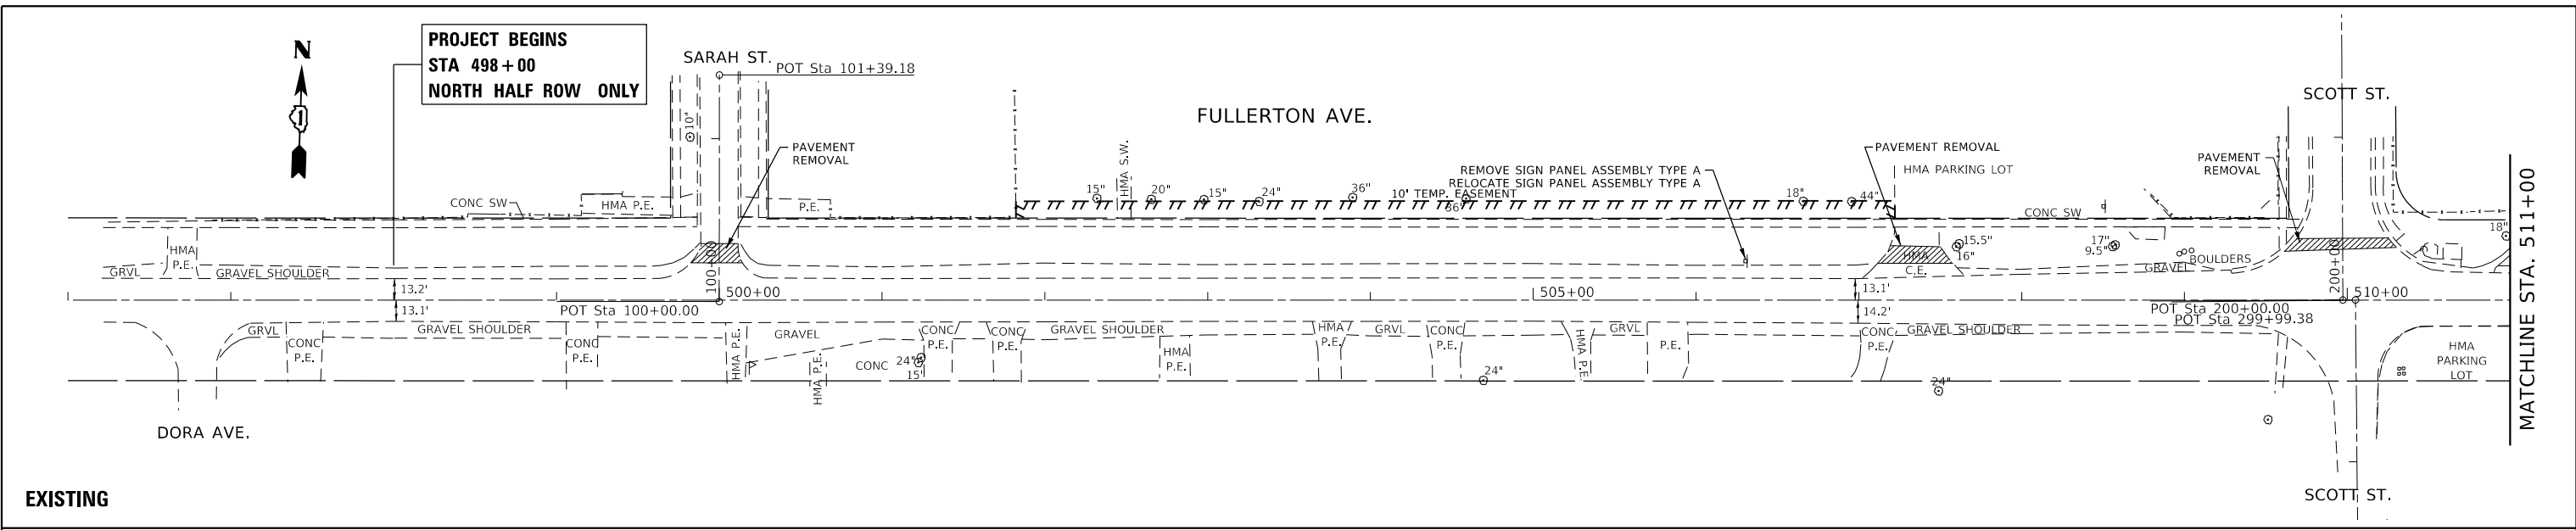 PROJECT BEGINS
STA 498+00
NORTH HALF ROW ONLY
N
1
SARAH ST.
POT Sta 101+39.18
FULLERTON AVE.
SCOTT ST.
10"
PAVEMENT
REMOVAL
HMA S.W.
REMOVE SIGN PANEL ASSEMBLY TYPE A
RELOCATE SIGN PANEL ASSEMBLY TYPE A
10' TEMP. EASEMENT
PAVEMENT REMOVAL
HMA PARKING LOT
PAVEMENT
REMOVAL
CONC SW
HMA P.E.
P.E.
15"
20"
15"
24"
36"
36"
18"
44"
CONC SW
18"
HMA
P.E.
GRVL
GRAVEL SHOULDER
HMA
C.E.
15.5"
16"
17"
9.5"
BOULDERS
GRAVEL
13.2'
13.1'
100+00
500+00
POT Sta 100+00.00
505+00
13.1'
14.2'
200+00
510+00
POT Sta 200+00.00
POT Sta 299+99.38
MATCHLINE STA. 511+00
GRVL
CONC
P.E.
GRAVEL SHOULDER
CONC
P.E.
HMA P.E.
GRAVEL
HMA P.E.
CONC
24"
15'
CONC
P.E.
CONC
P.E.
GRAVEL SHOULDER
HMA
P.E.
HMA
P.E.
GRVL
CONC
P.E.
24"
HMA P.E.
GRVL
P.E.
CONC
P.E.
GRAVEL SHOULDER
24"
HMA
PARKING
LOT
DORA AVE.
SCOTT ST.
EXISTING